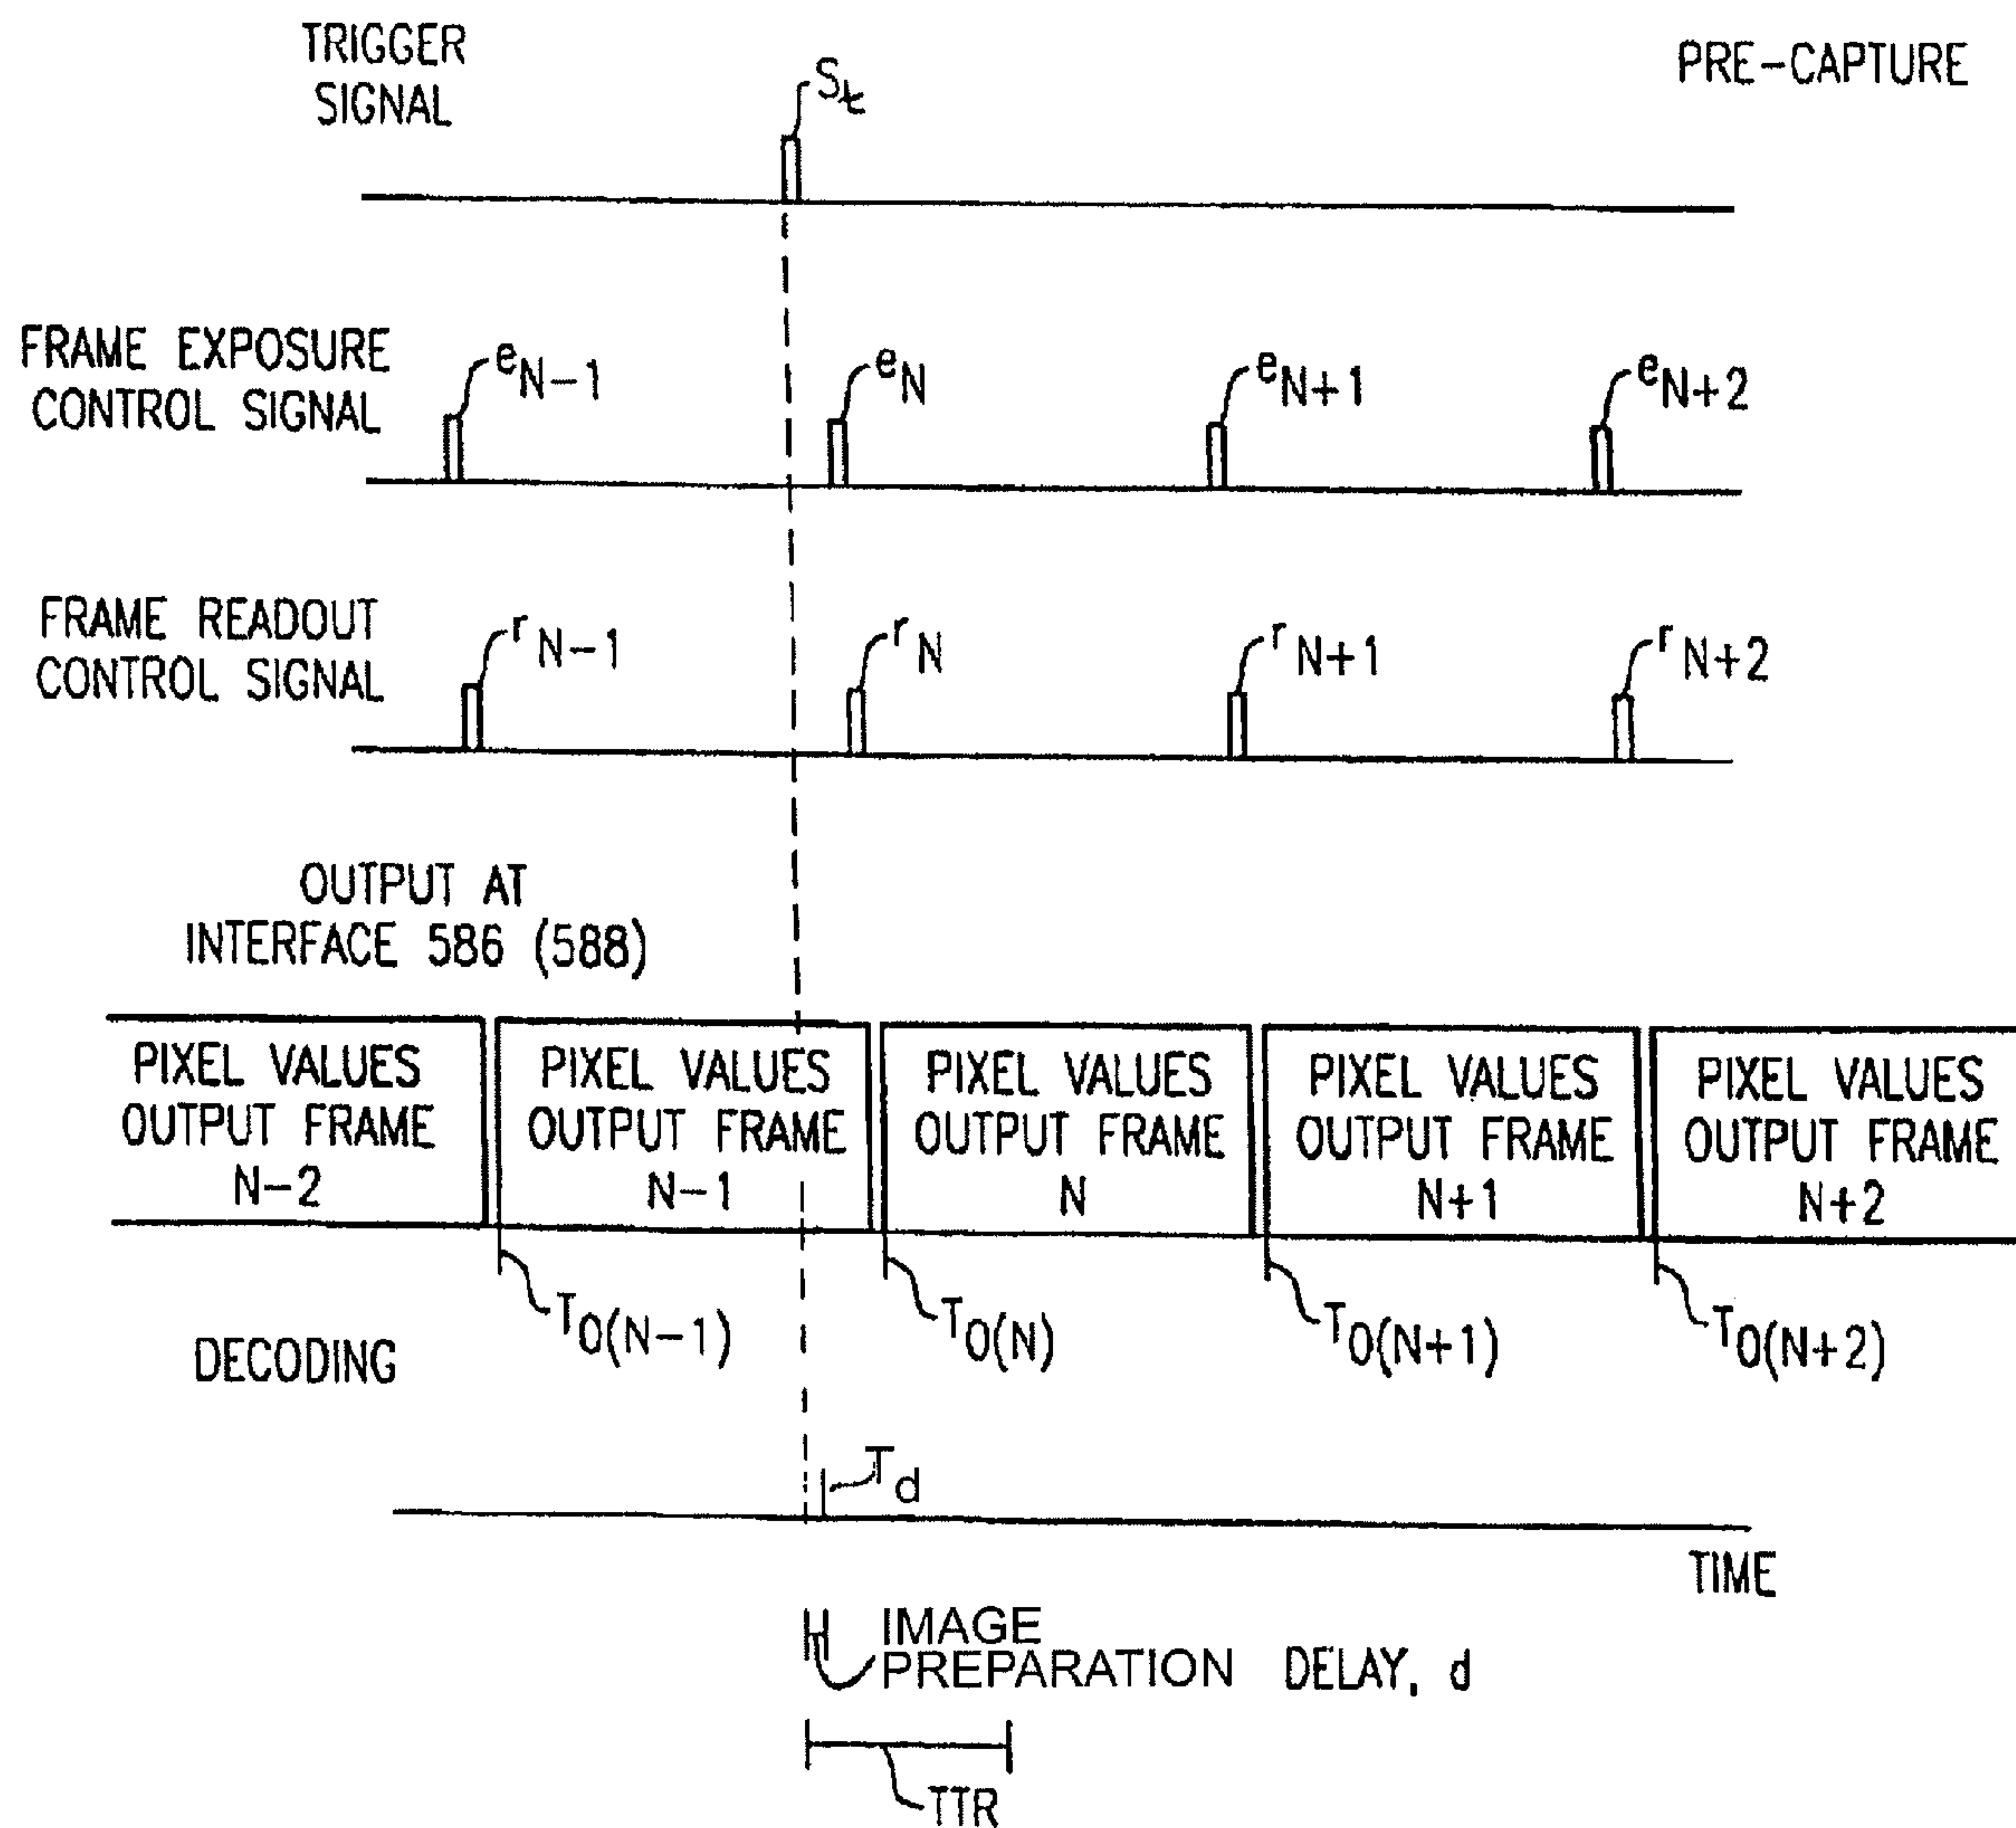 TRIGGER
SIGNAL
PRE-CAPTURE
St
FRAME EXPOSURE
CONTROL SIGNAL
eN-1
eN
eN+1
eN+2
FRAME READOUT
CONTROL SIGNAL
rN-1
rN
rN+1
rN+2
OUTPUT AT
INTERFACE 586 (588)
PIXEL VALUES
OUTPUT FRAME
N-2
PIXEL VALUES
OUTPUT FRAME
N-1
PIXEL VALUES
OUTPUT FRAME
N
PIXEL VALUES
OUTPUT FRAME
N+1
PIXEL VALUES
OUTPUT FRAME
N+2
TO(N-1)
TO(N)
TO(N+1)
TO(N+2)
DECODING
Td
TIME
IMAGE
PREPARATION DELAY, d
TTR